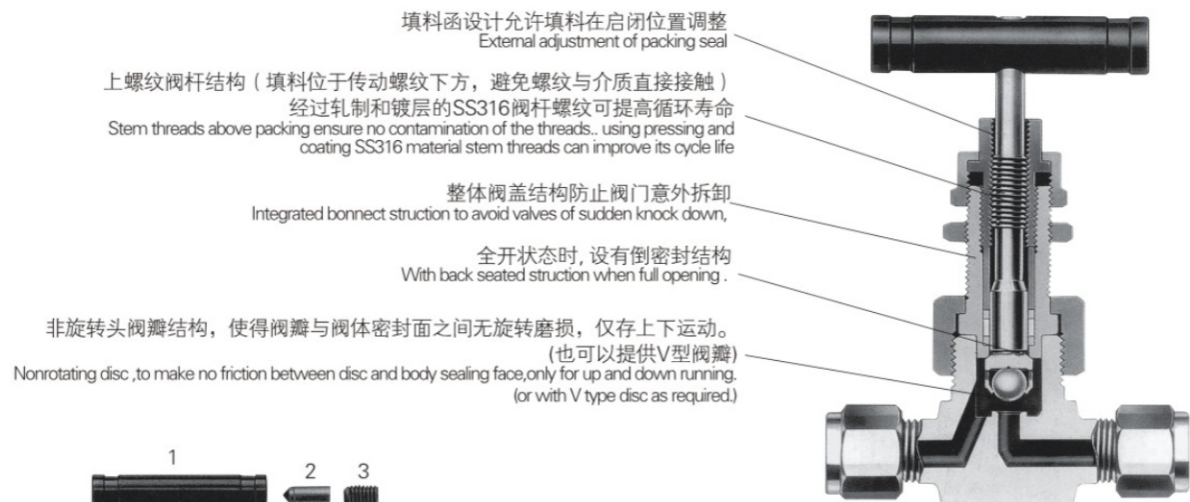 填料函设计允许填料在启闭位置调整
External adjustment of packing seal
上螺纹阀杆结构（填料位于传动螺纹下方，避免螺纹与介质直接接触）
经过轧制和镀层的SS316阀杆螺纹可提高循环寿命
Stem threads above packing ensure no contamination of the threads.. using pressing and
coating SS316 material stem threads can improve its cycle life
整体阀盖结构防止阀门意外拆卸
Integrated bonnect struction to avoid valves of sudden knock down,
全开状态时, 设有倒密封结构
With back seated struction when full opening .
非旋转头阀瓣结构，使得阀瓣与阀体密封面之间无旋转磨损，仅存上下运动。
(也可以提供V型阀瓣)
Nonrotating disc ,to make no friction between disc and body sealing face,only for up and down running.
(or with V type disc as required.)
1 2 3